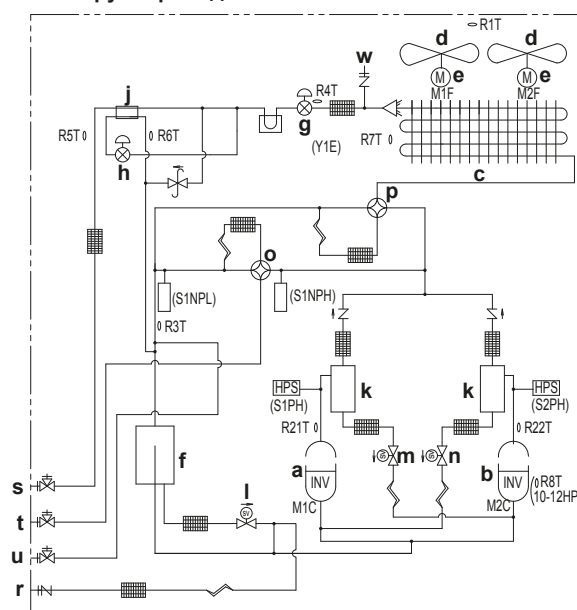 R1T
d d
w
M e M e
R4T M1F M2F
j
R5T R6T g R7T
h (Y1E)
c
p
o
(S1NPL) (S1NPH)
R3T
HPS k k HPS
(S1PH) (S2PH)
R21T R22T
f m n
a b
s INV INV R8T
l M1C M2C (10-12HP)
SV
t
u
r